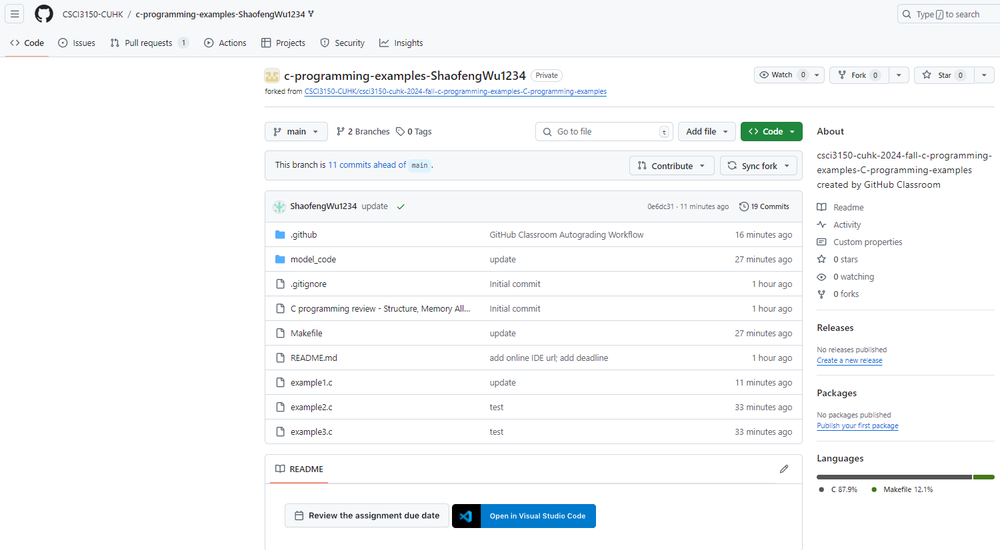 CSCI3150-CUHK / c-programming-examples-ShaofengWu1234
Type / to search
Code Issues Pull requests 1 Actions Projects Security Insights
c-programming-examples-ShaofengWu1234 Private
Watch 0 Fork 0 Star 0
forked from CSCI3150-CUHK/csci3150-cuhk-2024-fall-c-programming-examples-C-programming-examples
main 2 Branches 0 Tags Go to file t Add file Code
This branch is 11 commits ahead of main. Contribute Sync fork
ShaofengWu1234 update 0e6dc31 · 11 minutes ago 19 Commits
.github GitHub Classroom Autograding Workflow 16 minutes ago
model_code update 27 minutes ago
.gitignore Initial commit 1 hour ago
C programming review - Structure, Memory All... Initial commit 1 hour ago
Makefile update 27 minutes ago
README.md add online IDE url; add deadline 1 hour ago
example1.c update 11 minutes ago
example2.c test 33 minutes ago
example3.c test 33 minutes ago
README
Review the assignment due date Open in Visual Studio Code
About
csci3150-cuhk-2024-fall-c-programming-
examples-C-programming-examples
created by GitHub Classroom
Readme
Activity
Custom properties
0 stars
0 watching
0 forks
Releases
No releases published
Create a new release
Packages
No packages published
Publish your first package
Languages
C 87.9% Makefile 12.1%